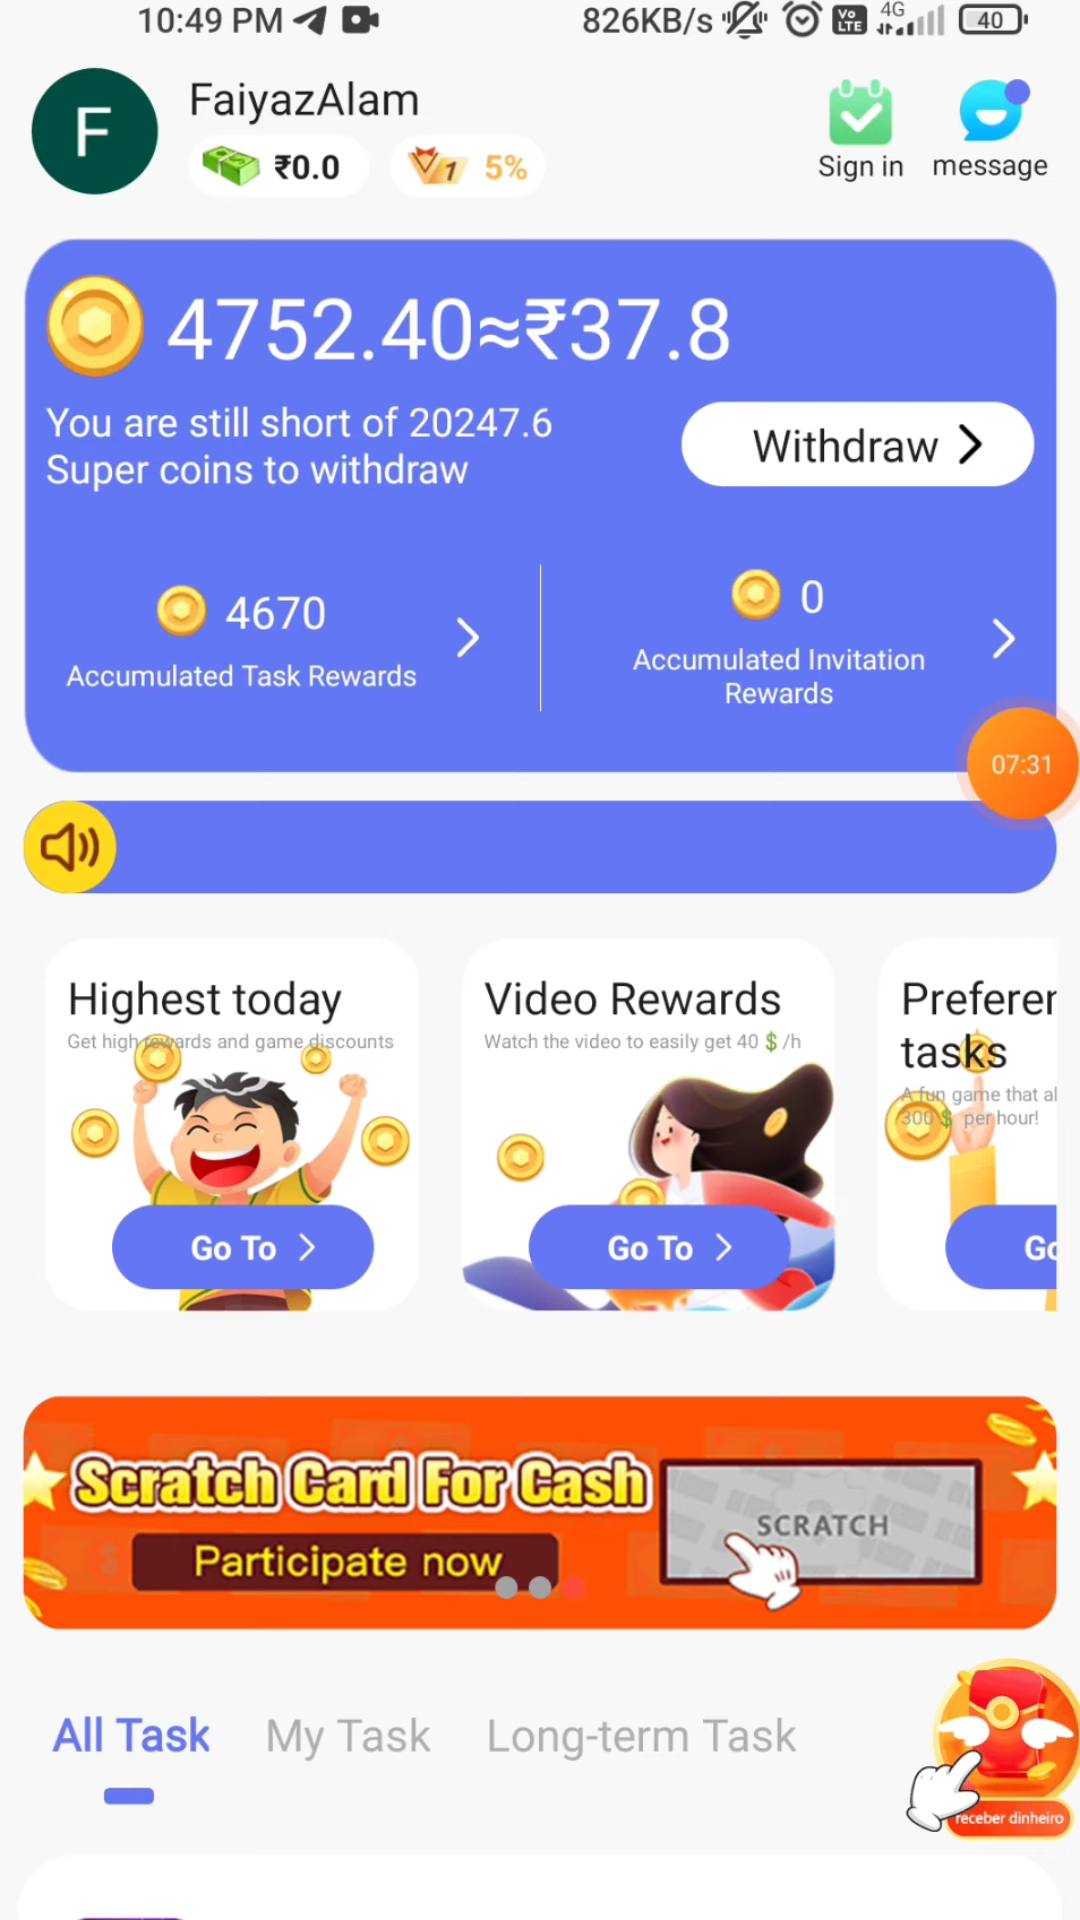 10:49 PM
826KB/s
Vo
LTE
4G
40
F
FaiyazAlam
₹0.0
1
5%
Sign in
message
4752.40≈₹37.8
You are still short of 20247.6
Super coins to withdraw
Withdraw
4670
Accumulated Task Rewards
0
Accumulated Invitation
Rewards
07:31
Highest today
Get high rewards and game discounts
Go To
Video Rewards
Watch the video to easily get 40 $ /h
Go To
Preferer
tasks
A fun game that al
300 $ per hour!
Go
Scratch Card For Cash
Participate now
SCRATCH
All Task
My Task
Long-term Task
receber dinheiro